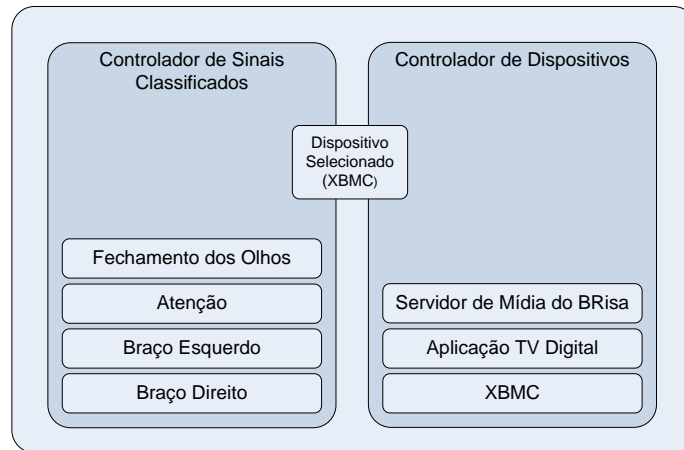 Controlador de Sinais
Classificados
Controlador de Dispositivos
Dispositivo
Selecionado
(XBMC)
Fechamento dos Olhos
Atenção
Braço Esquerdo
Braço Direito
Servidor de Mídia do BRisa
Aplicação TV Digital
XBMC